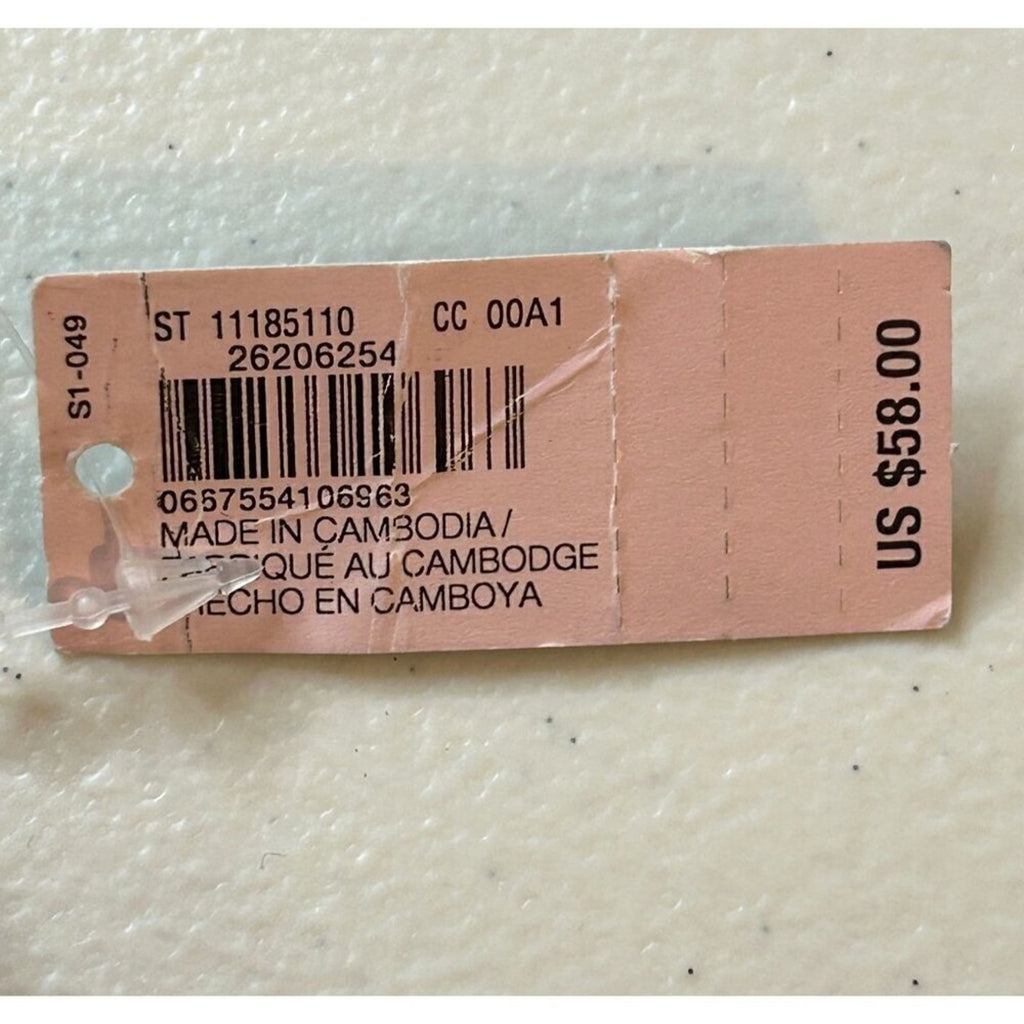 S1-049
ST 11185110 CC 00A1
26206254
0667554106963
MADE IN CAMBODIA /
AU CAMBODGE
EN CAMBOYA
US $58.00